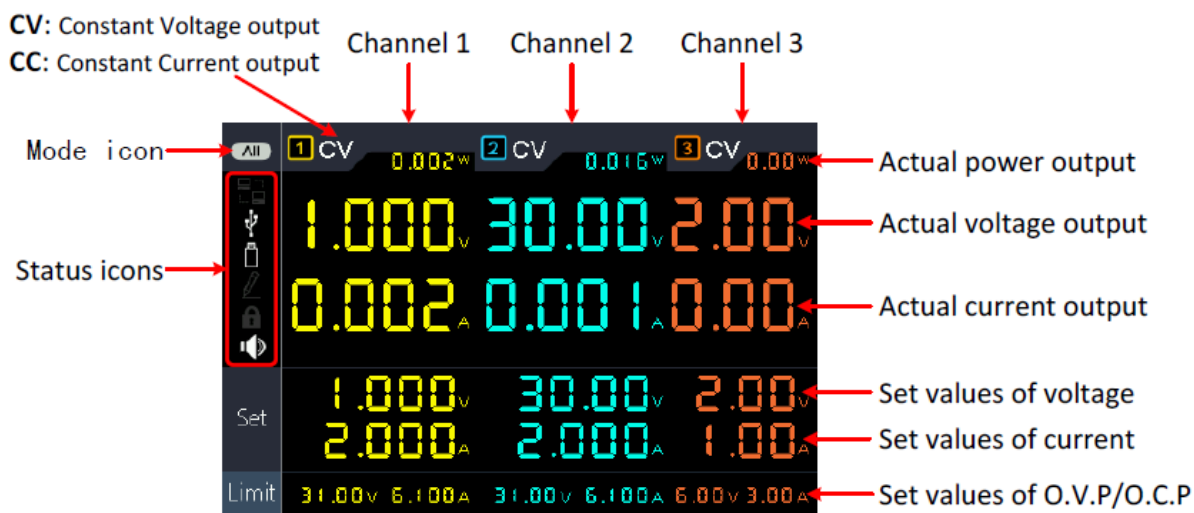 CV: Constant Voltage output
CC: Constant Current output
Channel 1 Channel 2 Channel 3
Mode icon
All 1 CV 0.002W 2 CV 0.016W 3 CV 0.00W
Actual power output
1.000V 30.00V 2.00V
Actual voltage output
Status icons
0.002A 0.001A 0.00A
Actual current output
Set
1.000V 30.00V 2.00V
Set values of voltage
2.000A 2.000A 1.00A
Set values of current
Limit 31.00V 6.100A 31.00V 6.100A 6.00V 3.00A
Set values of O.V.P/O.C.P